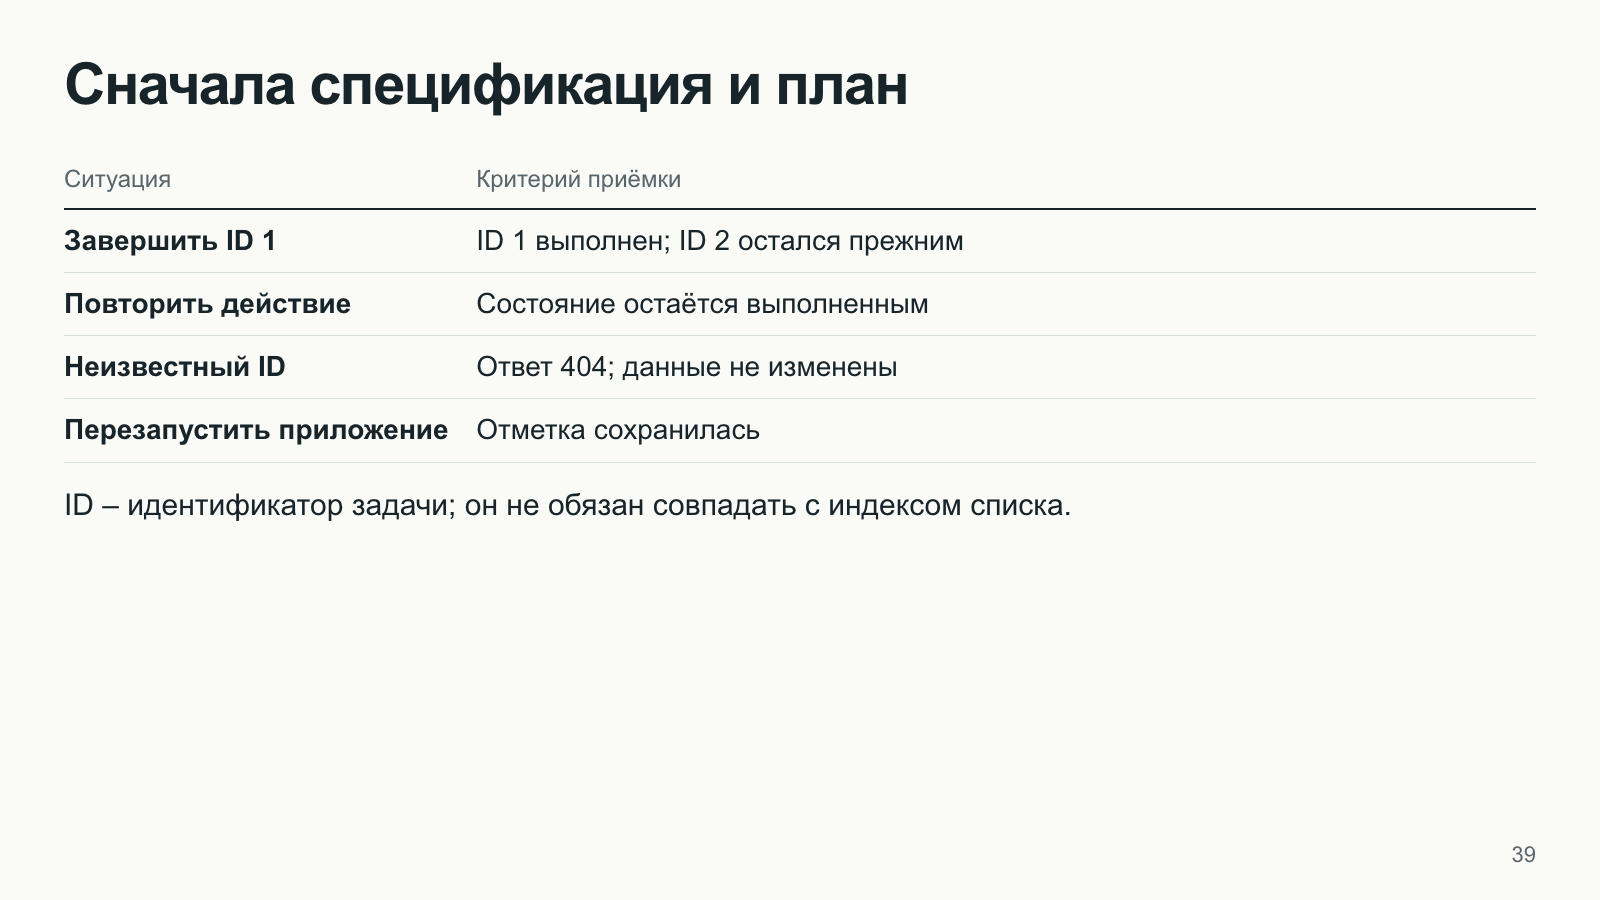 Сначала спецификация и план
Ситуация Критерий приёмки
Завершить ID 1 ID 1 выполнен; ID 2 остался прежним
Повторить действие Состояние остаётся выполненным
Неизвестный ID Ответ 404; данные не изменены
Перезапустить приложение Отметка сохранилась
ID – идентификатор задачи; он не обязан совпадать с индексом списка.
39